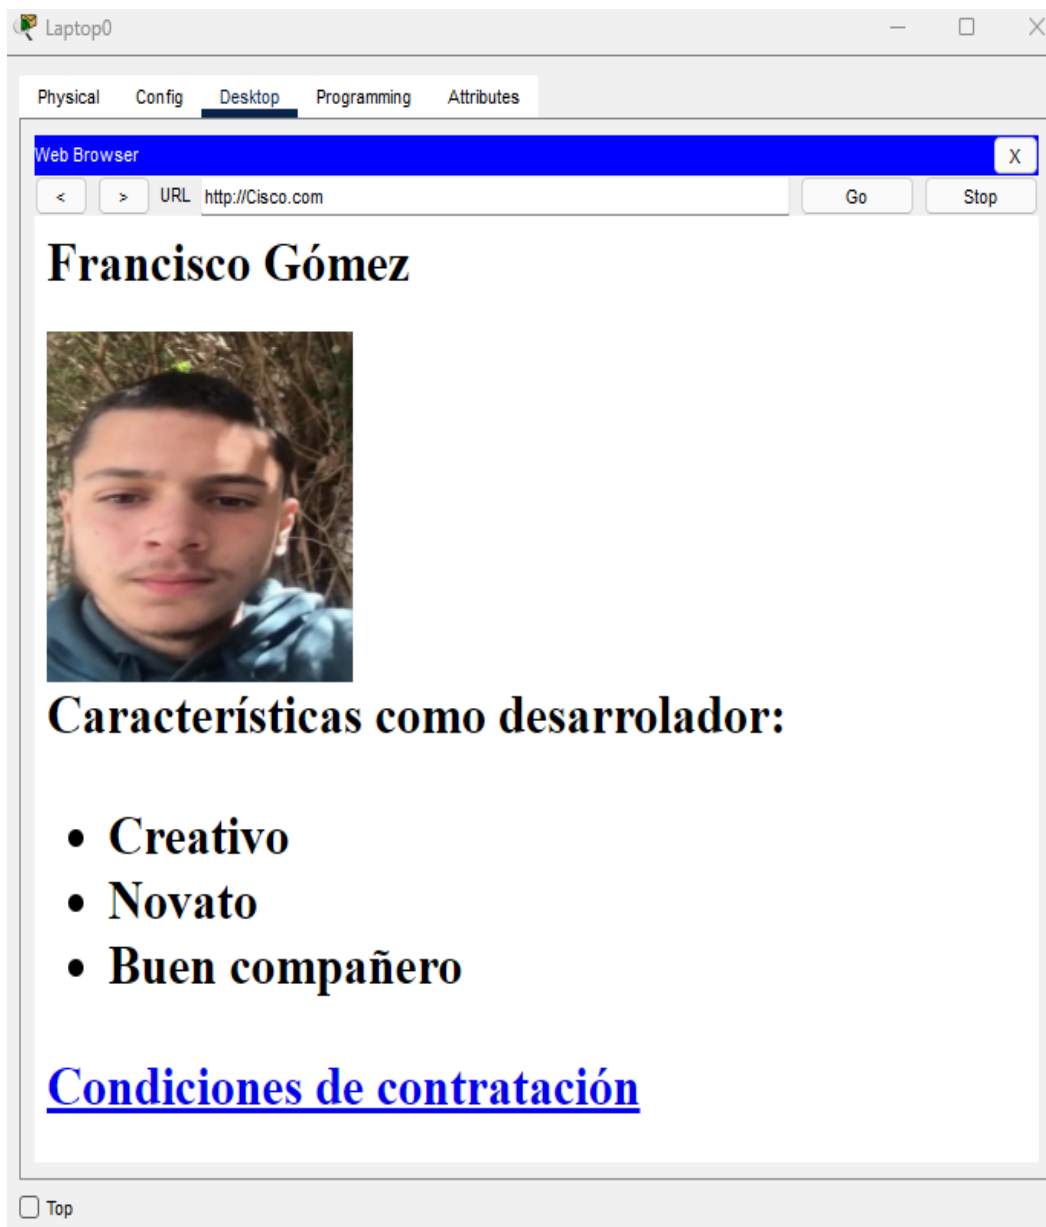 Laptop0
Physical Config Desktop Programming Attributes
Web Browser X
< > URL http://Cisco.com Go Stop
Francisco Gómez
Características como desarrolador:
Creativo
Novato
Buen compañero
Condiciones de contratación
Top